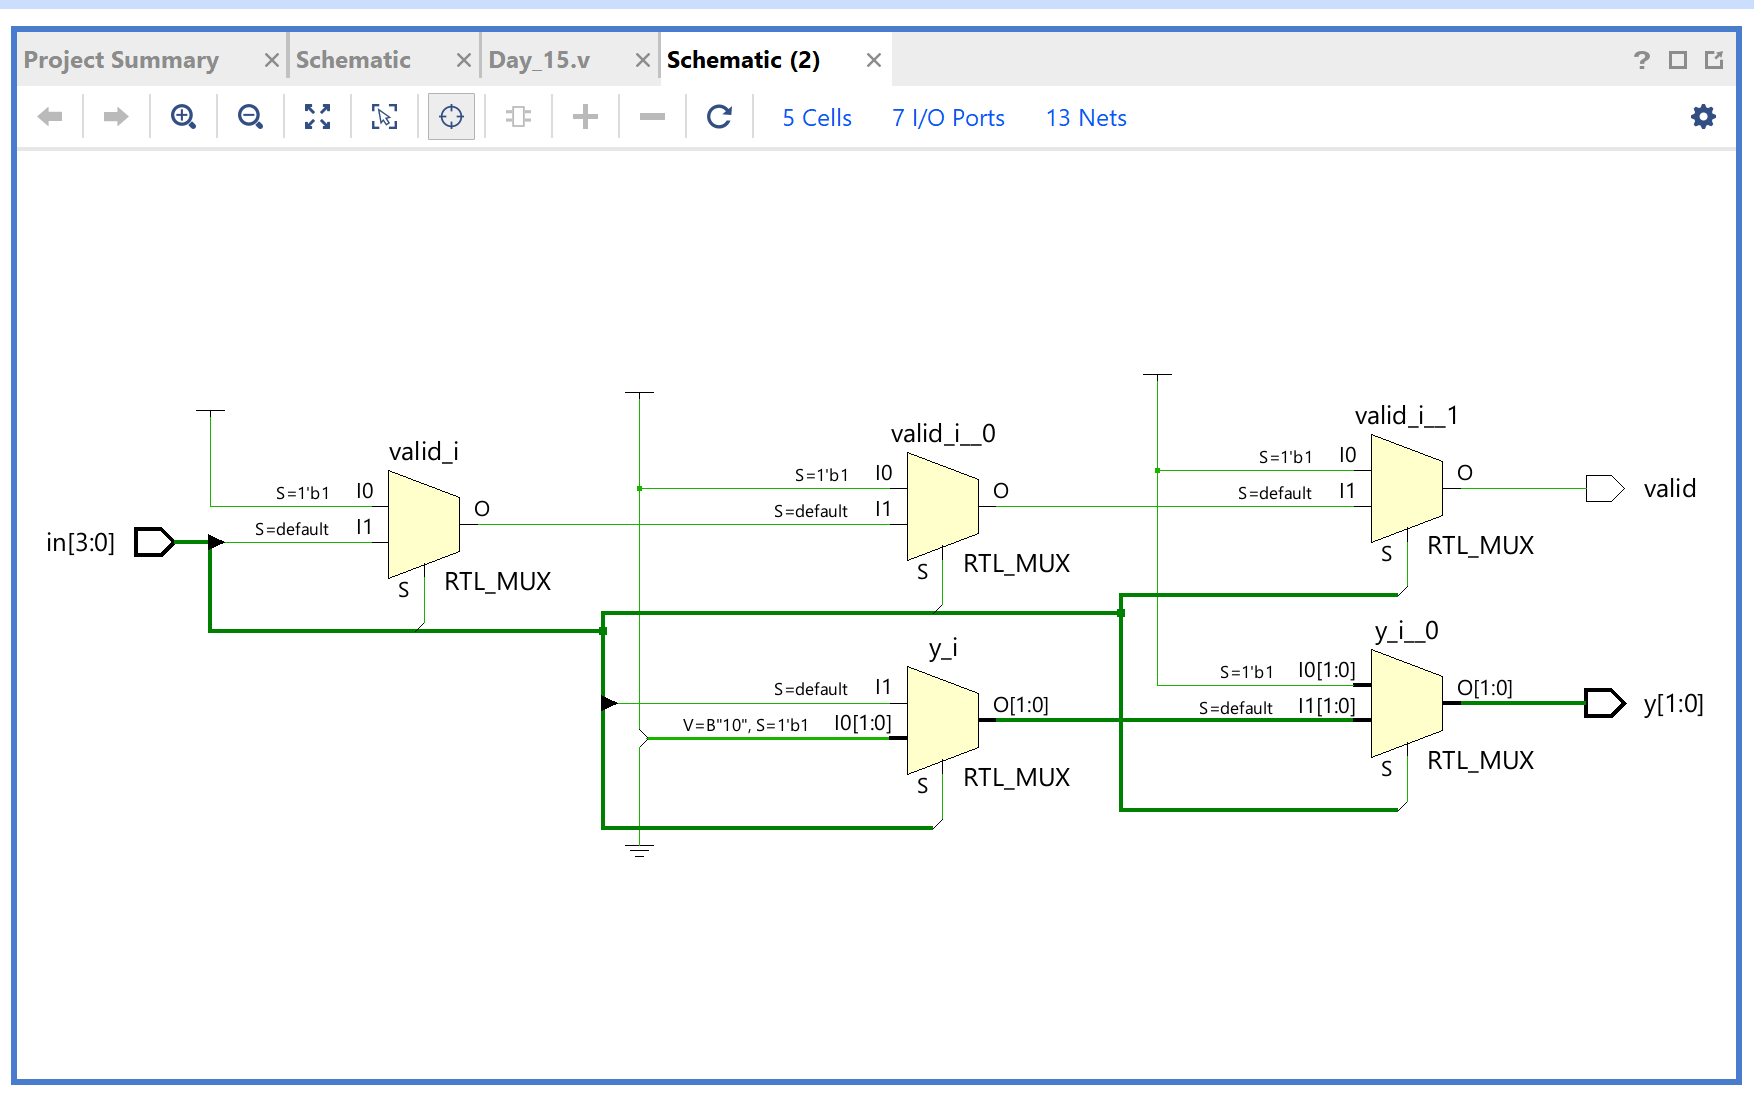 Project Summary
Schematic
Day_15.v
Schematic (2)
?
5 Cells
7 I/O Ports
13 Nets
valid_i
S=1'b1 I0
S=default I1
O
S
RTL_MUX
in[3:0]
valid_i__0
S=1'b1 I0
S=default I1
O
S
RTL_MUX
valid_i__1
S=1'b1 I0
S=default I1
O
S
RTL_MUX
valid
y_i
S=default I1
V=B"10", S=1'b1 I0[1:0]
O[1:0]
S
RTL_MUX
y_i__0
S=1'b1 I0[1:0]
S=default I1[1:0]
O[1:0]
S
RTL_MUX
y[1:0]